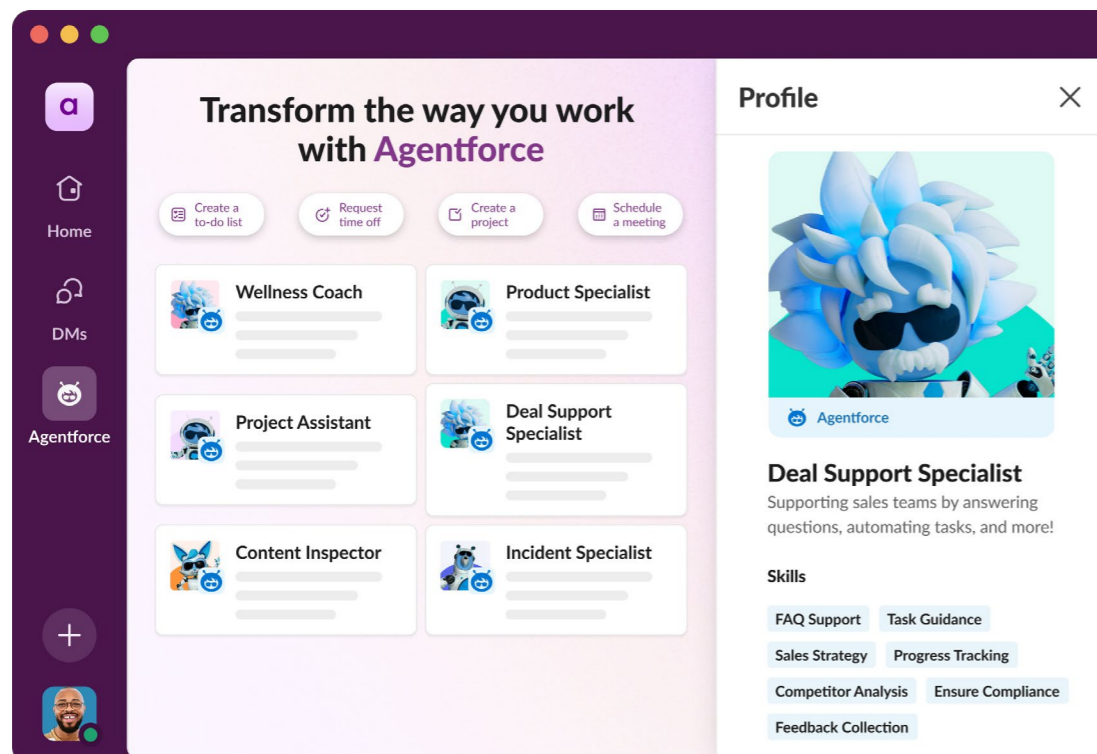 a
Home
DMs
Agentforce
Transform the way you work
with Agentforce
Create a
to-do list
Request
time off
Create a
project
Schedule
a meeting
Wellness Coach
Product Specialist
Project Assistant
Deal Support
Specialist
Content Inspector
Incident Specialist
Profile
Agentforce
Deal Support Specialist
Supporting sales teams by answering
questions, automating tasks, and more!
Skills
FAQ Support
Task Guidance
Sales Strategy
Progress Tracking
Competitor Analysis
Ensure Compliance
Feedback Collection